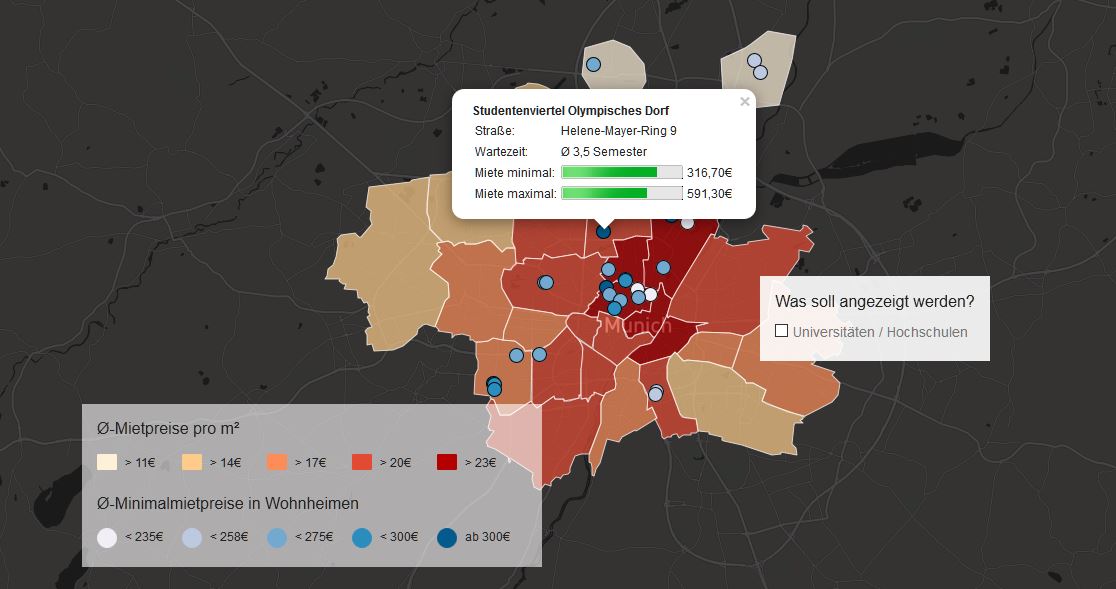 Studentenviertel Olympisches Dorf
×
Straße: Helene-Mayer-Ring 9
Wartezeit: Ø 3,5 Semester
Miete minimal: 316,70€
Miete maximal: 591,30€
Was soll angezeigt werden?
Universitäten / Hochschulen
Munich
Ø-Mietpreise pro m²
> 11€ > 14€ > 17€ > 20€ > 23€
Ø-Minimalmietpreise in Wohnheimen
< 235€ < 258€ < 275€ < 300€ ab 300€